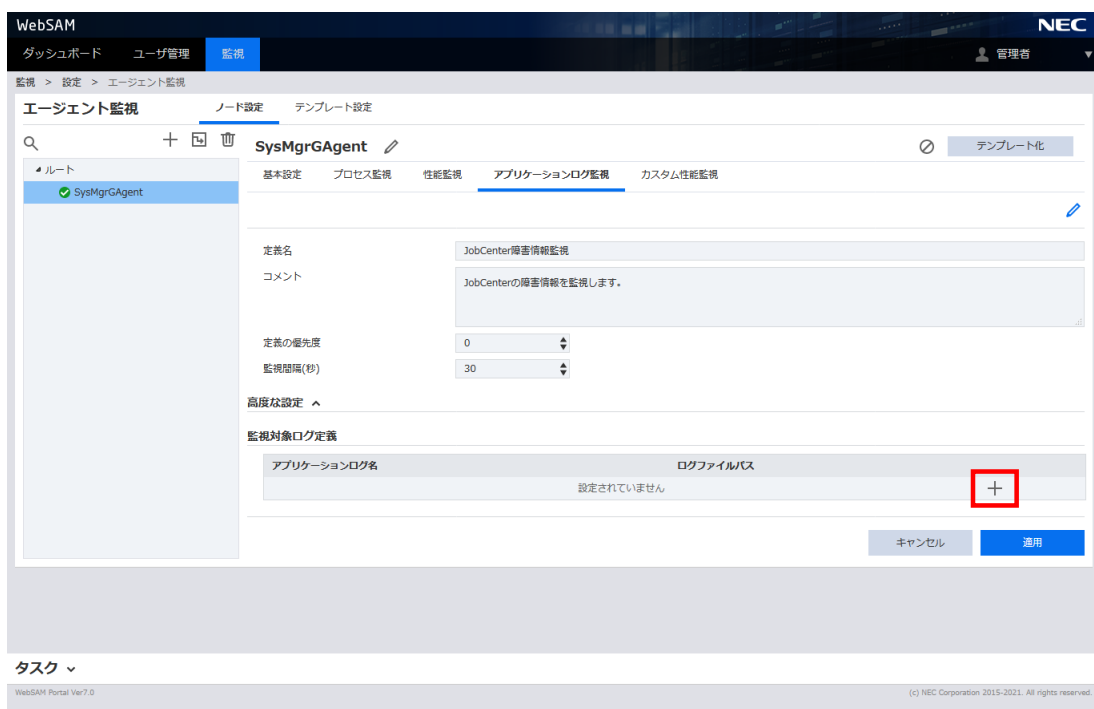 WebSAM NEC
ダッシュボード ユーザ管理 監視 管理者
監視 > 設定 > エージェント監視
エージェント監視 ノード設定 テンプレート設定
SysMgrGAgent テンプレート化
ルート
SysMgrGAgent
基本設定 プロセス監視 性能監視 アプリケーションログ監視 カスタム性能監視
定義名 JobCenter障害情報監視
コメント JobCenterの障害情報を監視します。
定義の優先度 0
監視間隔(秒) 30
高度な設定
監視対象ログ定義
アプリケーションログ名 ログファイルパス
設定されていません
キャンセル 適用
タスク
WebSAM Portal Ver7.0 (c) NEC Corporation 2015-2021. All rights reserved.